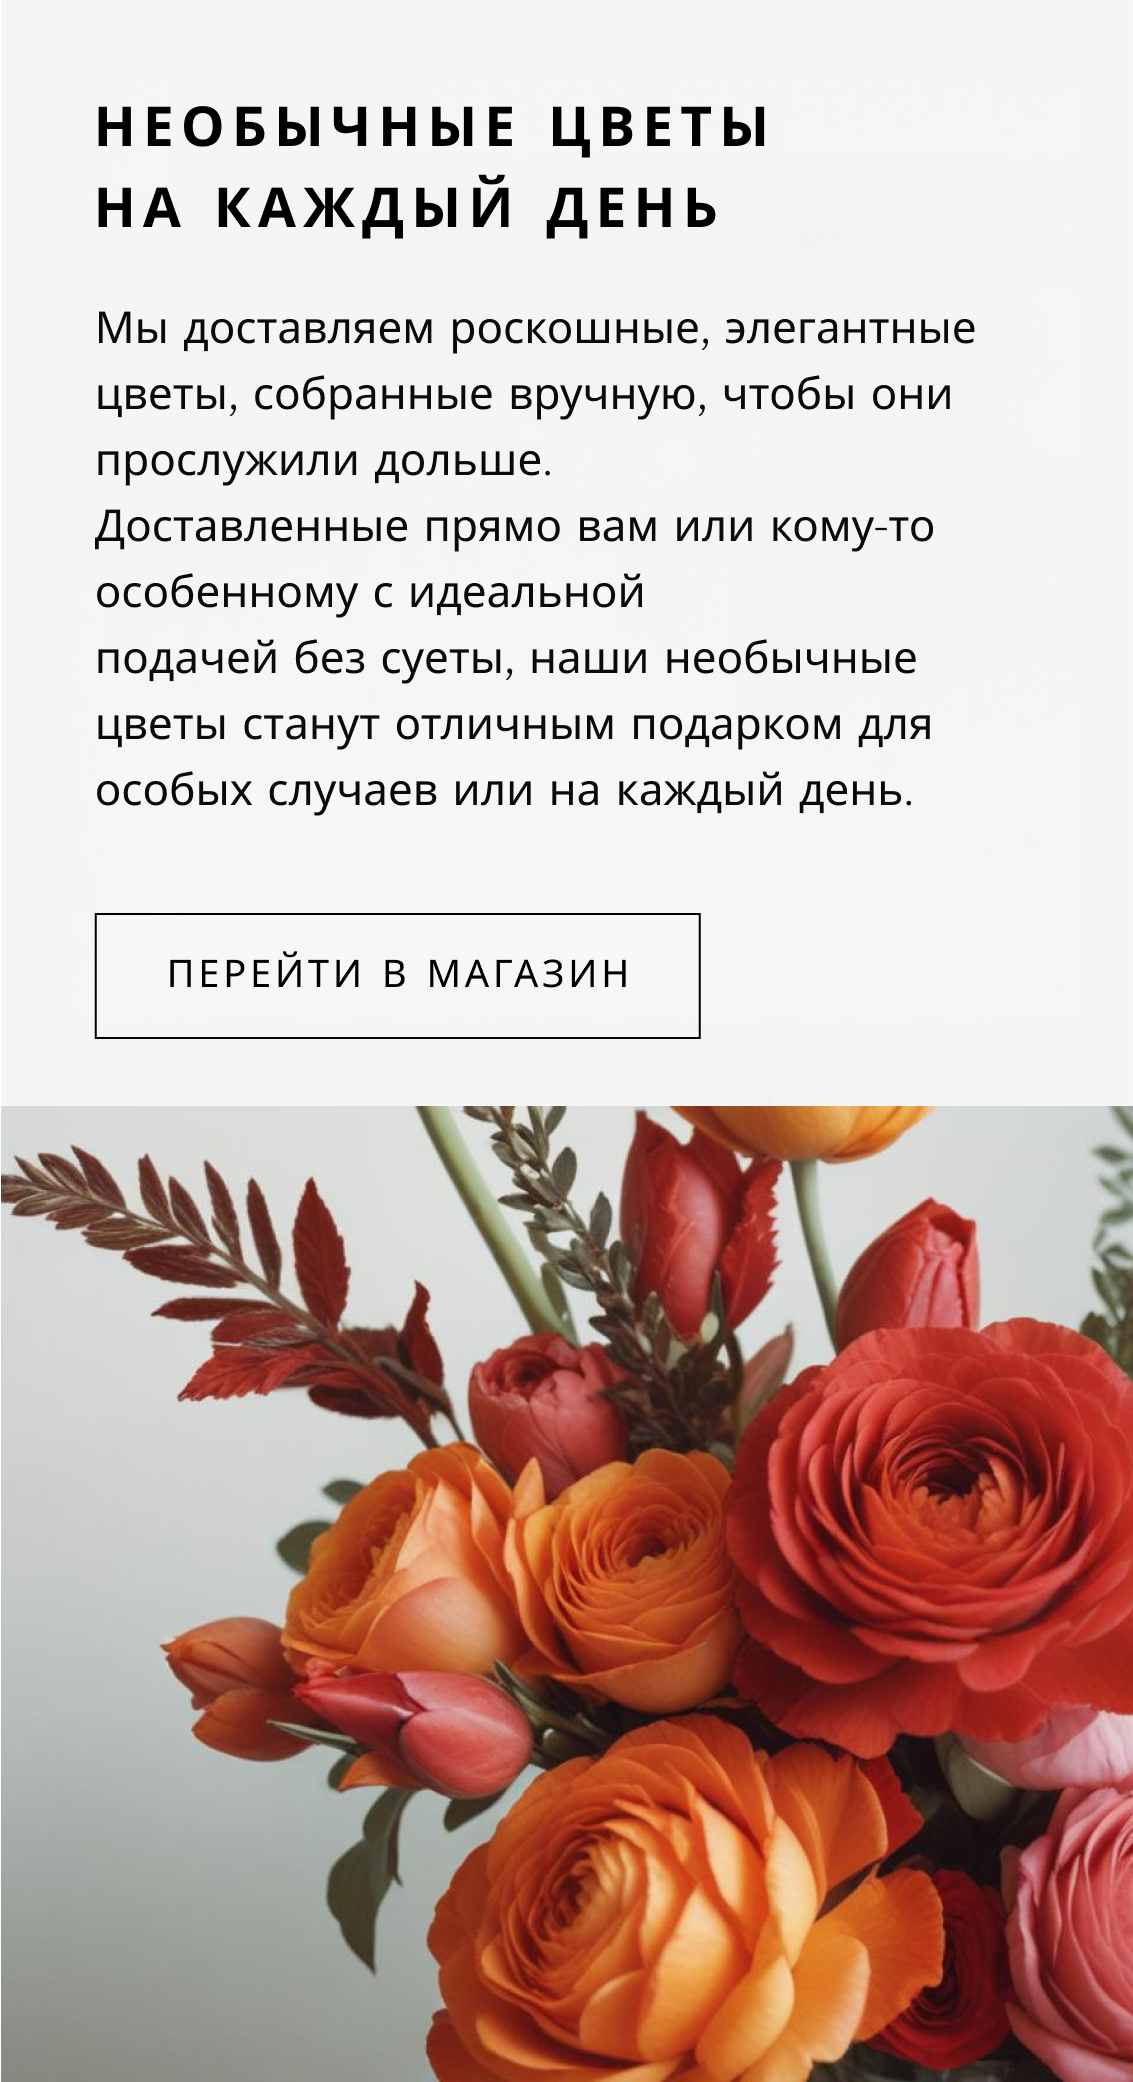 НЕОБЫЧНЫЕ ЦВЕТЫ
НА КАЖДЫЙ ДЕНЬ
Мы доставляем роскошные, элегантные
цветы, собранные вручную, чтобы они
прослужили дольше.
Доставленные прямо вам или кому-то
особенному с идеальной
подачей без суеты, наши необычные
цветы станут отличным подарком для
особых случаев или на каждый день.
ПЕРЕЙТИ В МАГАЗИН